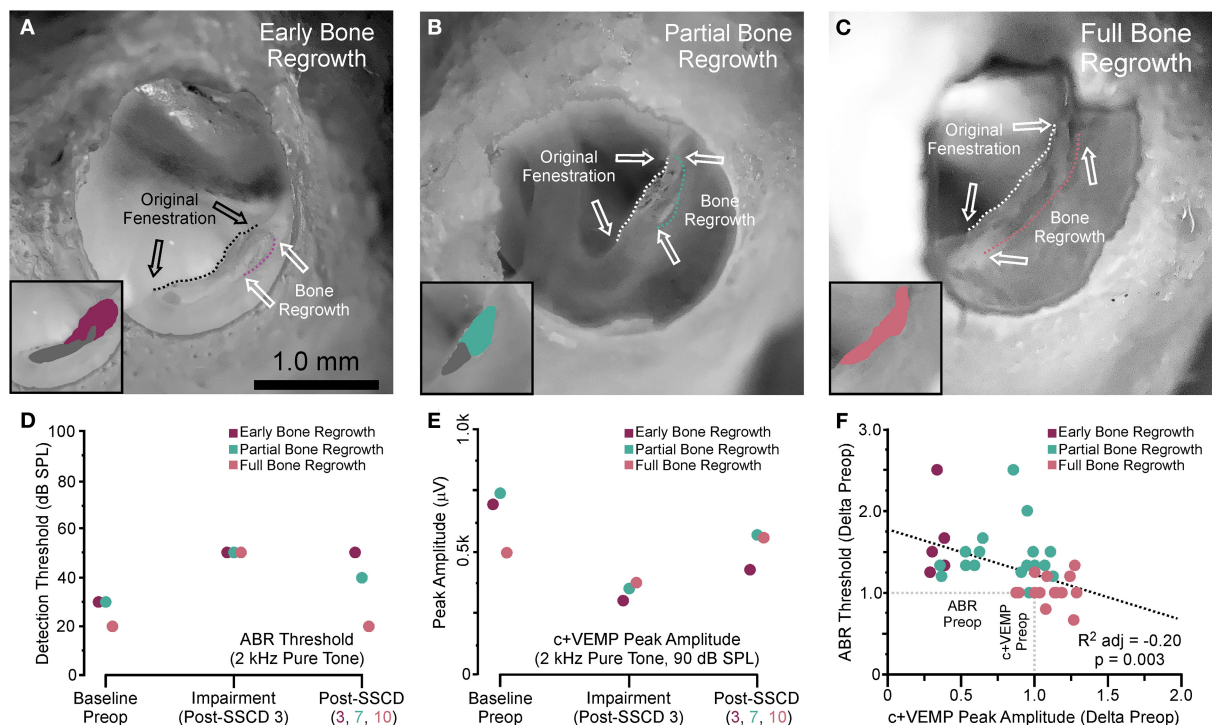 A
Early Bone
Regrowth
Original
Fenestration
Bone
Regrowth
1.0 mm
B
Partial Bone
Regrowth
Original
Fenestration
Bone
Regrowth
C
Full Bone
Regrowth
Original
Fenestration
Bone
Regrowth
D
Detection Threshold (dB SPL)
100
80
60
40
20
0
Early Bone Regrowth
Partial Bone Regrowth
Full Bone Regrowth
ABR Threshold
(2 kHz Pure Tone)
Baseline
Preop
Impairment
(Post-SSCD 3)
Post-SSCD
(3, 7, 10)
E
Peak Amplitude (μV)
1.0k
0.5k
0
Early Bone Regrowth
Partial Bone Regrowth
Full Bone Regrowth
c+VEMP Peak Amplitude
(2 kHz Pure Tone, 90 dB SPL)
Baseline
Preop
Impairment
(Post-SSCD 3)
Post-SSCD
(3, 7, 10)
F
ABR Threshold (Delta Preop)
3.0
2.0
1.0
0
Early Bone Regrowth
Partial Bone Regrowth
Full Bone Regrowth
ABR
Preop
c+VEMP
Preop
R² adj = -0.20
p = 0.003
0
0.5
1.0
1.5
2.0
c+VEMP Peak Amplitude (Delta Preop)